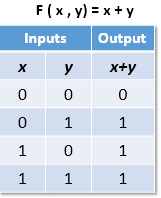 F ( x , y) = x + y
Inputs Output
x y x+y
0 0 0
0 1 1
1 0 1
1 1 1